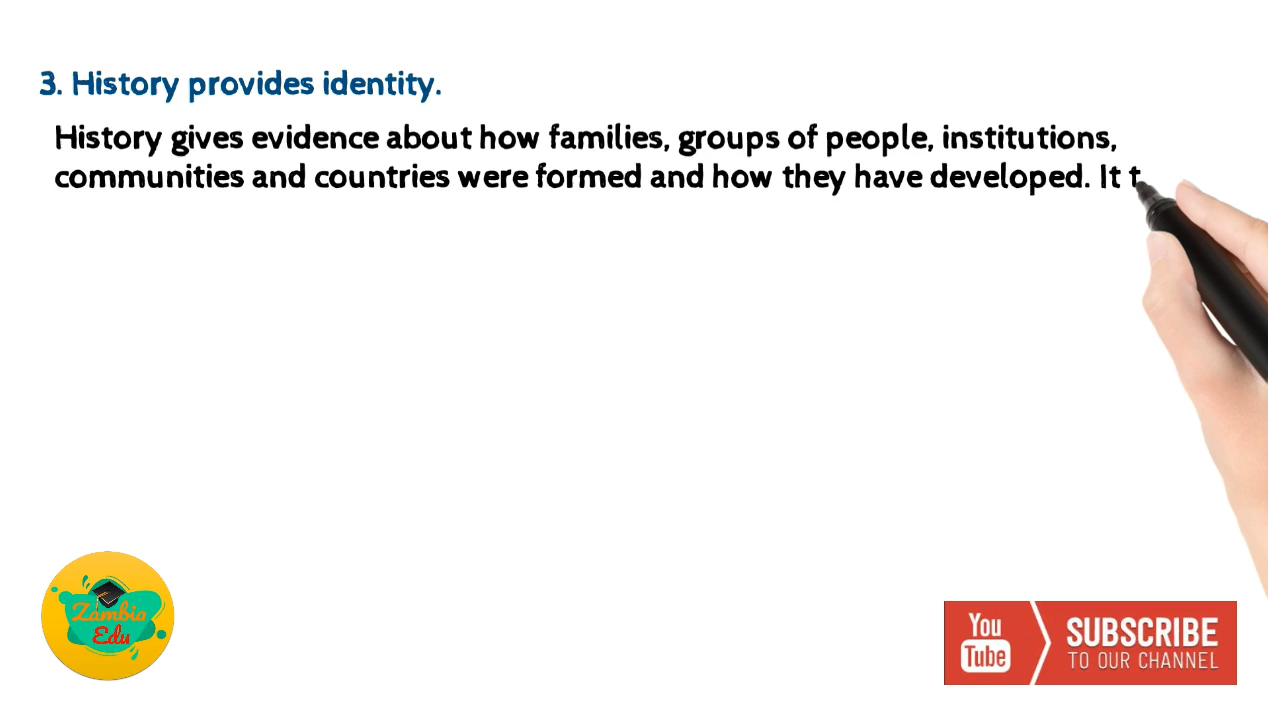 3. History provides identity.
History gives evidence about how families, groups of people, institutions,
communities and countries were formed and how they have developed. It t
Zambia
Edu
You
Tube
SUBSCRIBE
TO OUR CHANNEL